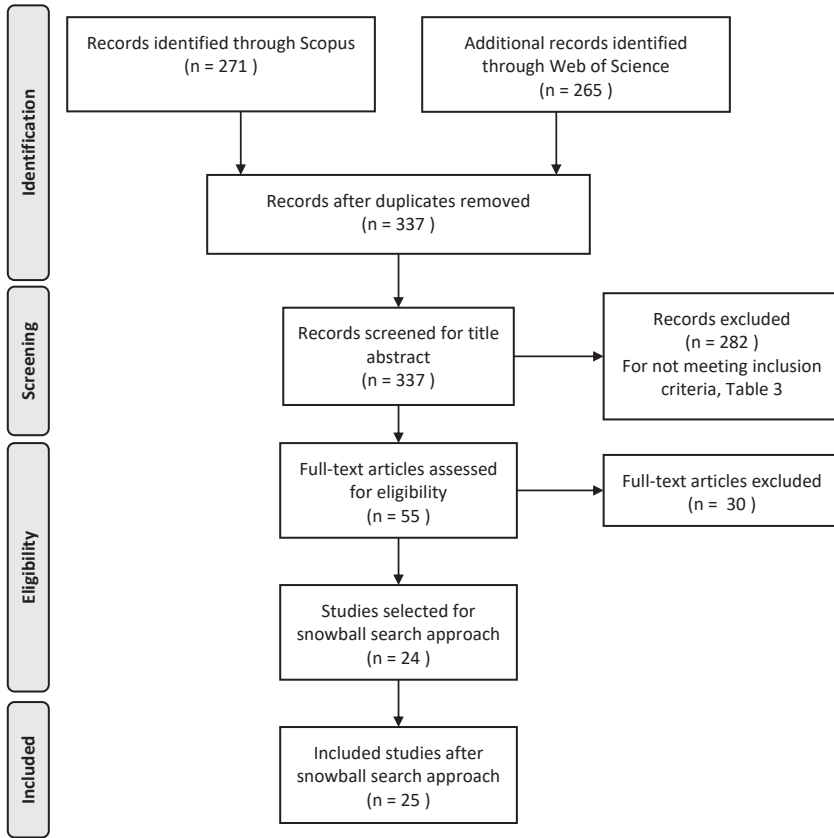 Identification
Records identified through Scopus
(n = 271 )
Additional records identified
through Web of Science
(n = 265 )
Records after duplicates removed
(n = 337 )
Screening
Records screened for title
abstract
(n = 337 )
Records excluded
(n = 282 )
For not meeting inclusion
criteria, Table 3
Eligibility
Full-text articles assessed
for eligibility
(n = 55 )
Full-text articles excluded
(n =  30 )
Studies selected for
snowball search approach
(n = 24 )
Included
Included studies after
snowball search approach
(n = 25 )